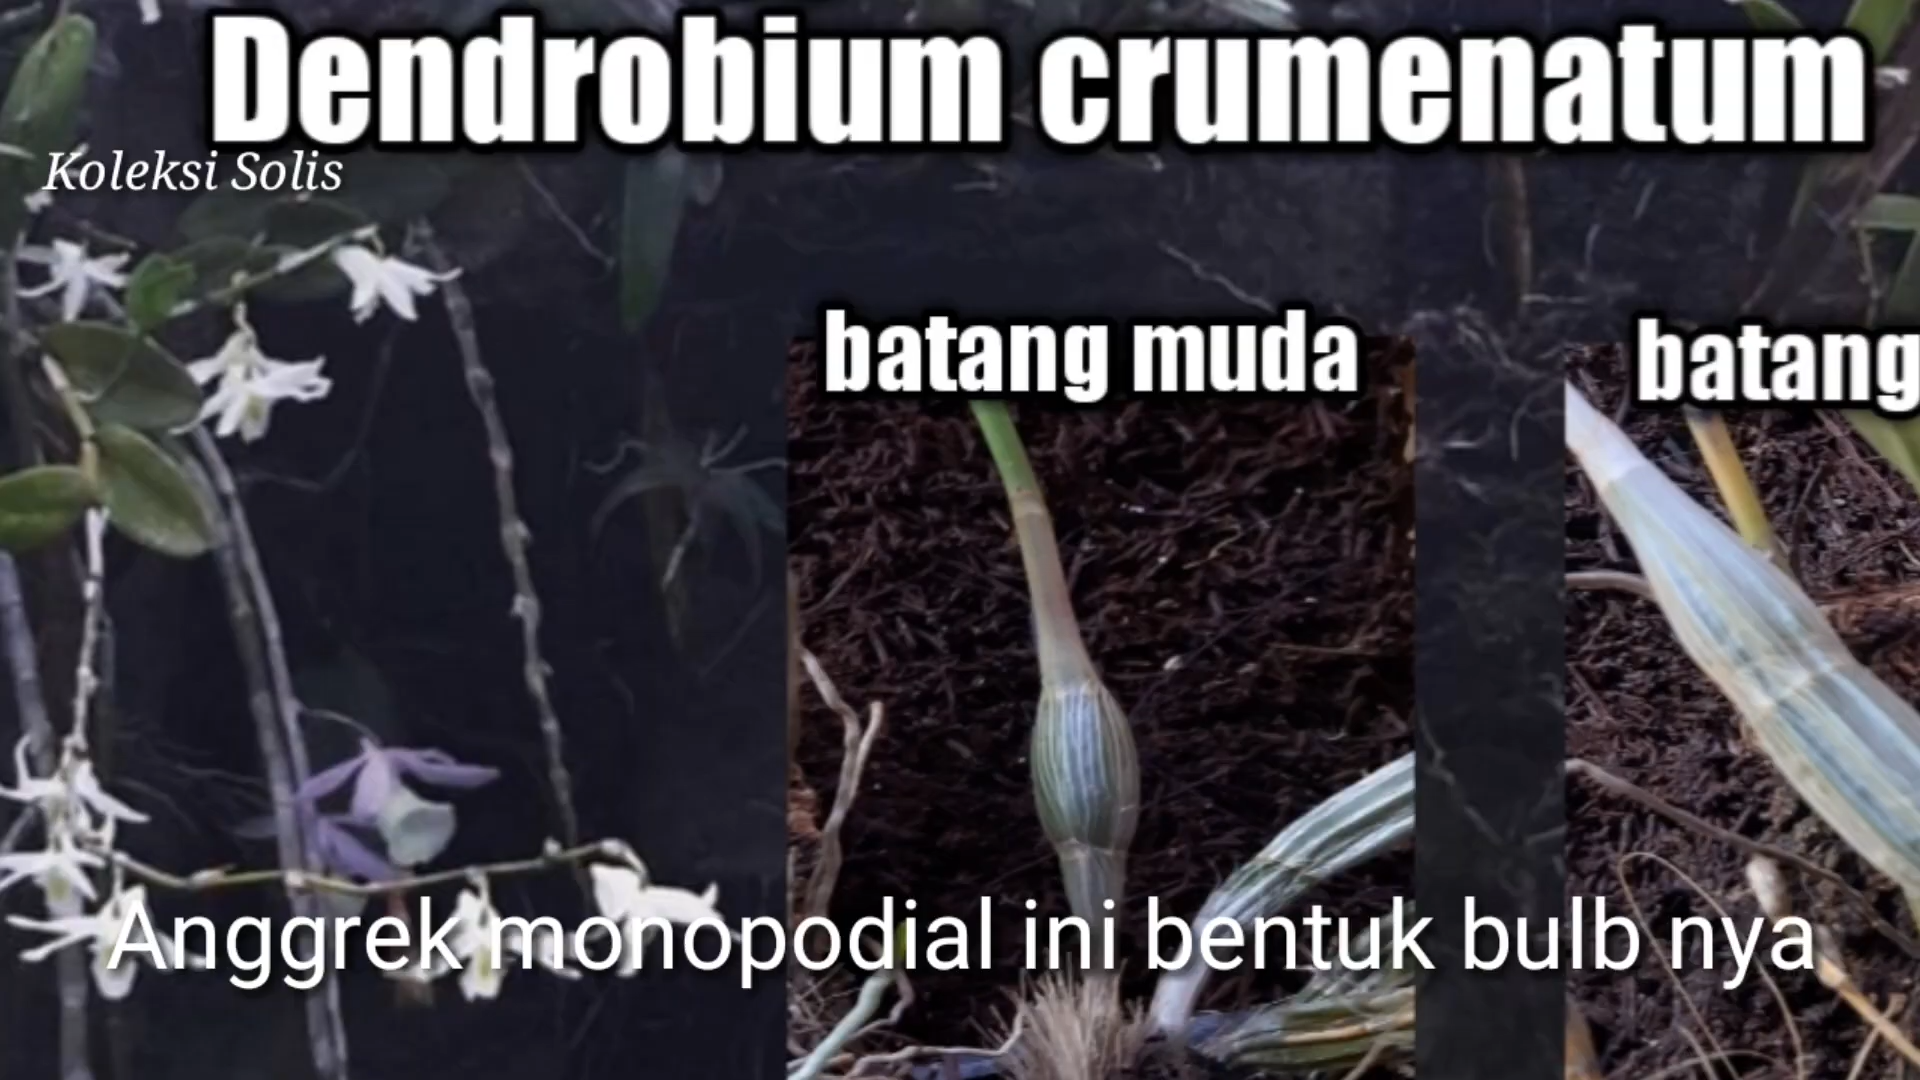 Dendrobium crumenatum
Koleksi Solis
batang muda
batang
Anggrek monopodial ini bentuk bulb nya